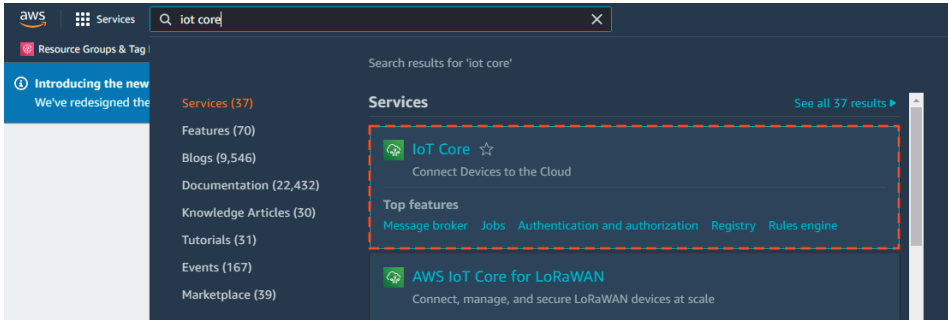 aws
Services
iot core
Resource Groups & Tag
Introducing the new
We've redesigned the
Search results for 'iot core'
Services (37)
Features (70)
Blogs (9,546)
Documentation (22,432)
Knowledge Articles (30)
Tutorials (31)
Events (167)
Marketplace (39)
Services
See all 37 results
IoT Core
Connect Devices to the Cloud
Top features
Message broker Jobs Authentication and authorization Registry Rules engine
AWS IoT Core for LoRaWAN
Connect, manage, and secure LoRaWAN devices at scale